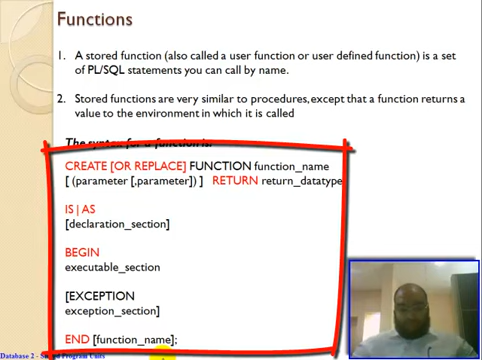 Functions
1. A stored function (also called a user function or user defined function) is a set
of PL/SQL statements you can call by name.
2. Stored functions are very similar to procedures, except that a function returns a
value to the environment in which it is called
The syntax for a function is:
CREATE [OR REPLACE] FUNCTION function_name
[ (parameter [,parameter]) ] RETURN return_datatype
IS | AS
[declaration_section]
BEGIN
executable_section
[EXCEPTION
exception_section]
END [function_name];
Database 2 - Stored Program Units